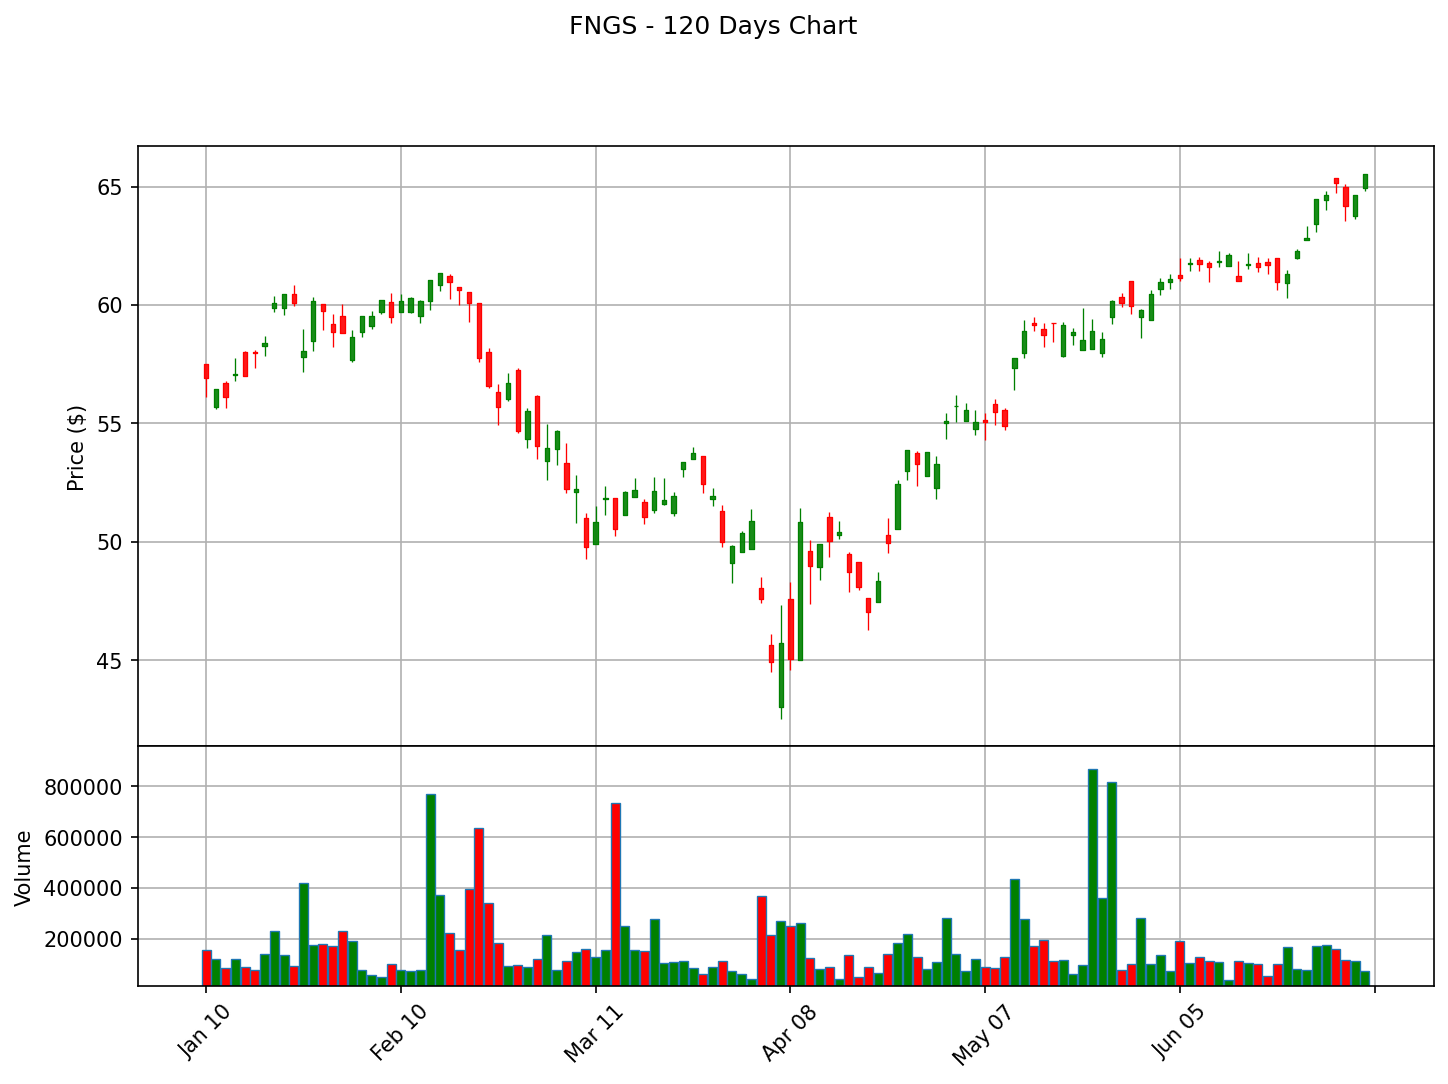 FNGS - 120 Days Chart
65
60
55
50
45
Price ($)
800000
600000
400000
200000
Volume
Jan 10
Feb 10
Mar 11
Apr 08
May 07
Jun 05